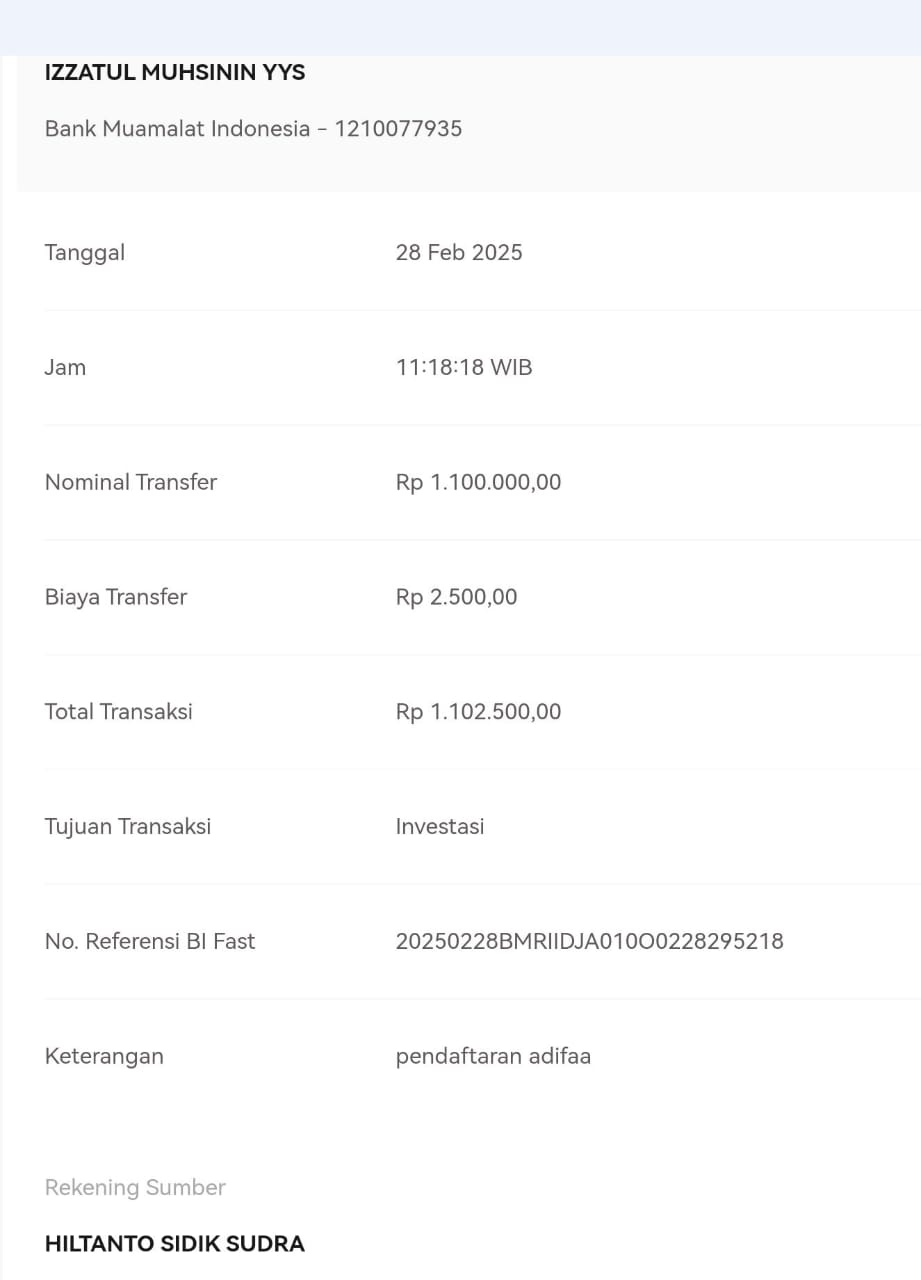 IZZATUL MUHSININ YYS
Bank Muamalat Indonesia - 1210077935
Tanggal 28 Feb 2025
Jam 11:18:18 WIB
Nominal Transfer Rp 1.100.000,00
Biaya Transfer Rp 2.500,00
Total Transaksi Rp 1.102.500,00
Tujuan Transaksi Investasi
No. Referensi BI Fast 20250228BMRIIDJA010O0228295218
Keterangan pendaftaran adifaa
Rekening Sumber
HILTANTO SIDIK SUDRA